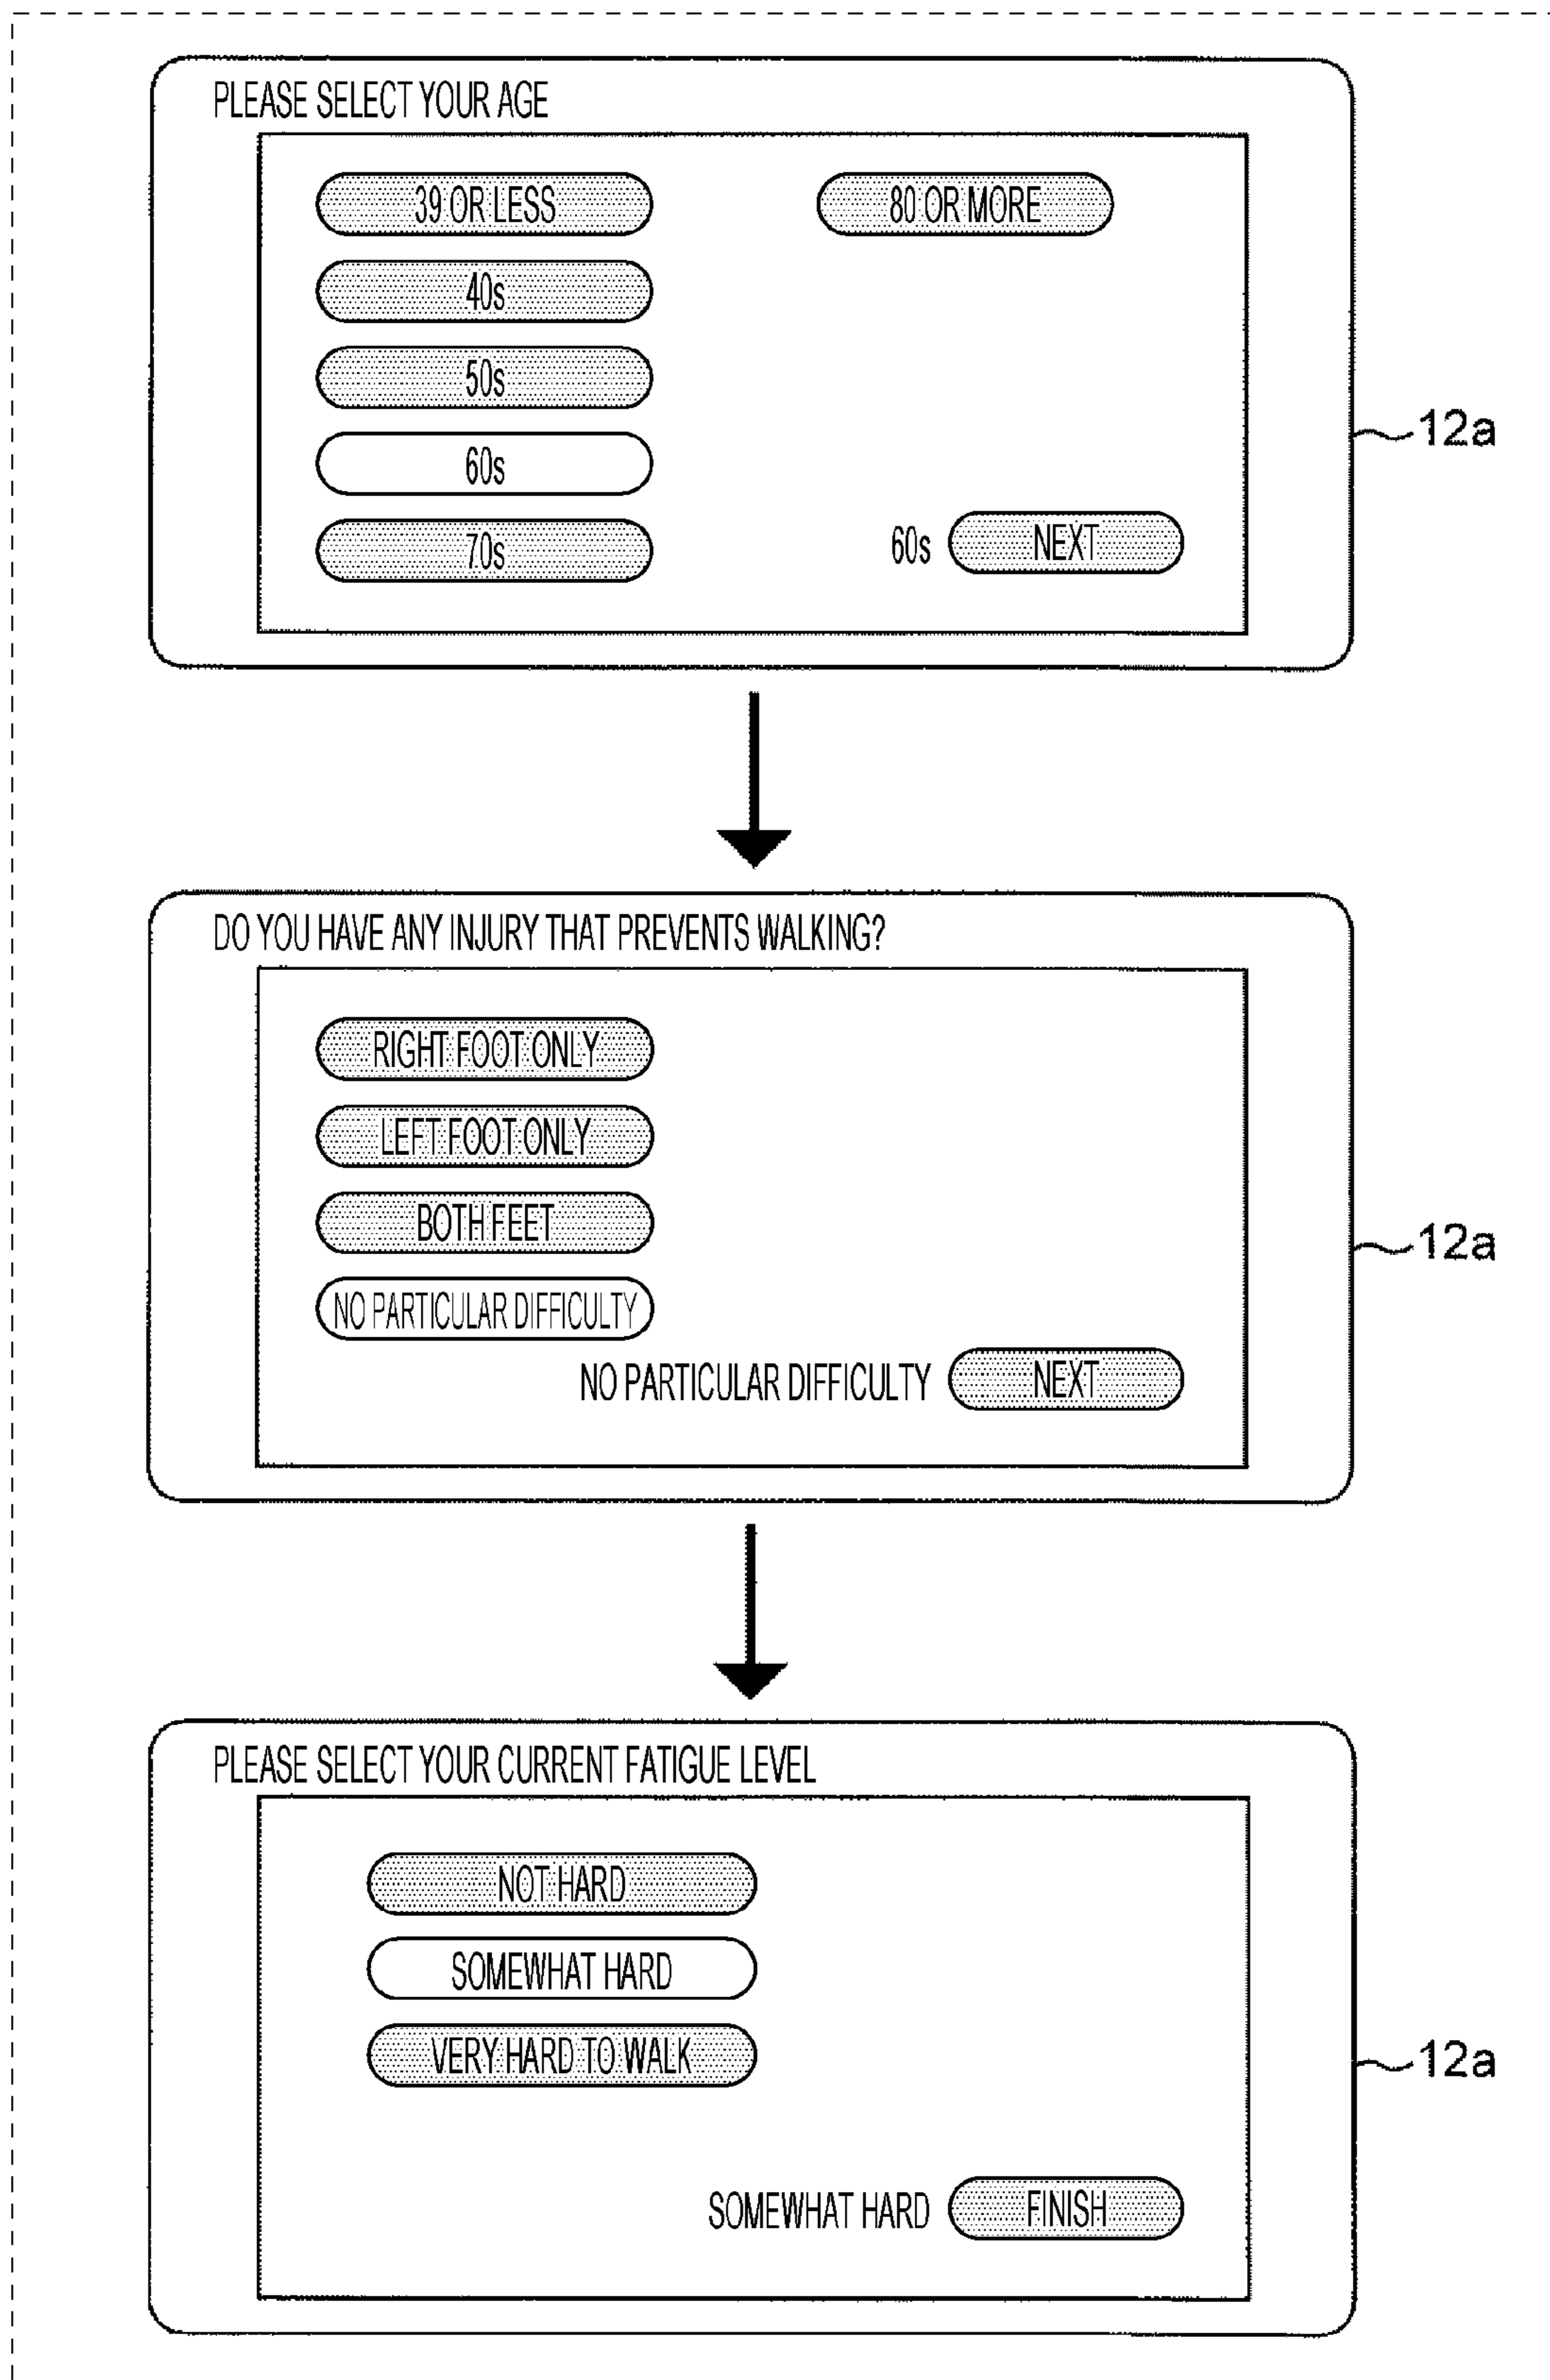 PLEASE SELECT YOUR AGE
39 OR LESS
80 OR MORE
40s
50s
60s
70s
60s
NEXT
12a
DO YOU HAVE ANY INJURY THAT PREVENTS WALKING?
RIGHT FOOT ONLY
LEFT FOOT ONLY
BOTH FEET
NO PARTICULAR DIFFICULTY
NO PARTICULAR DIFFICULTY
NEXT
12a
PLEASE SELECT YOUR CURRENT FATIGUE LEVEL
NOT HARD
SOMEWHAT HARD
VERY HARD TO WALK
SOMEWHAT HARD
FINISH
12a